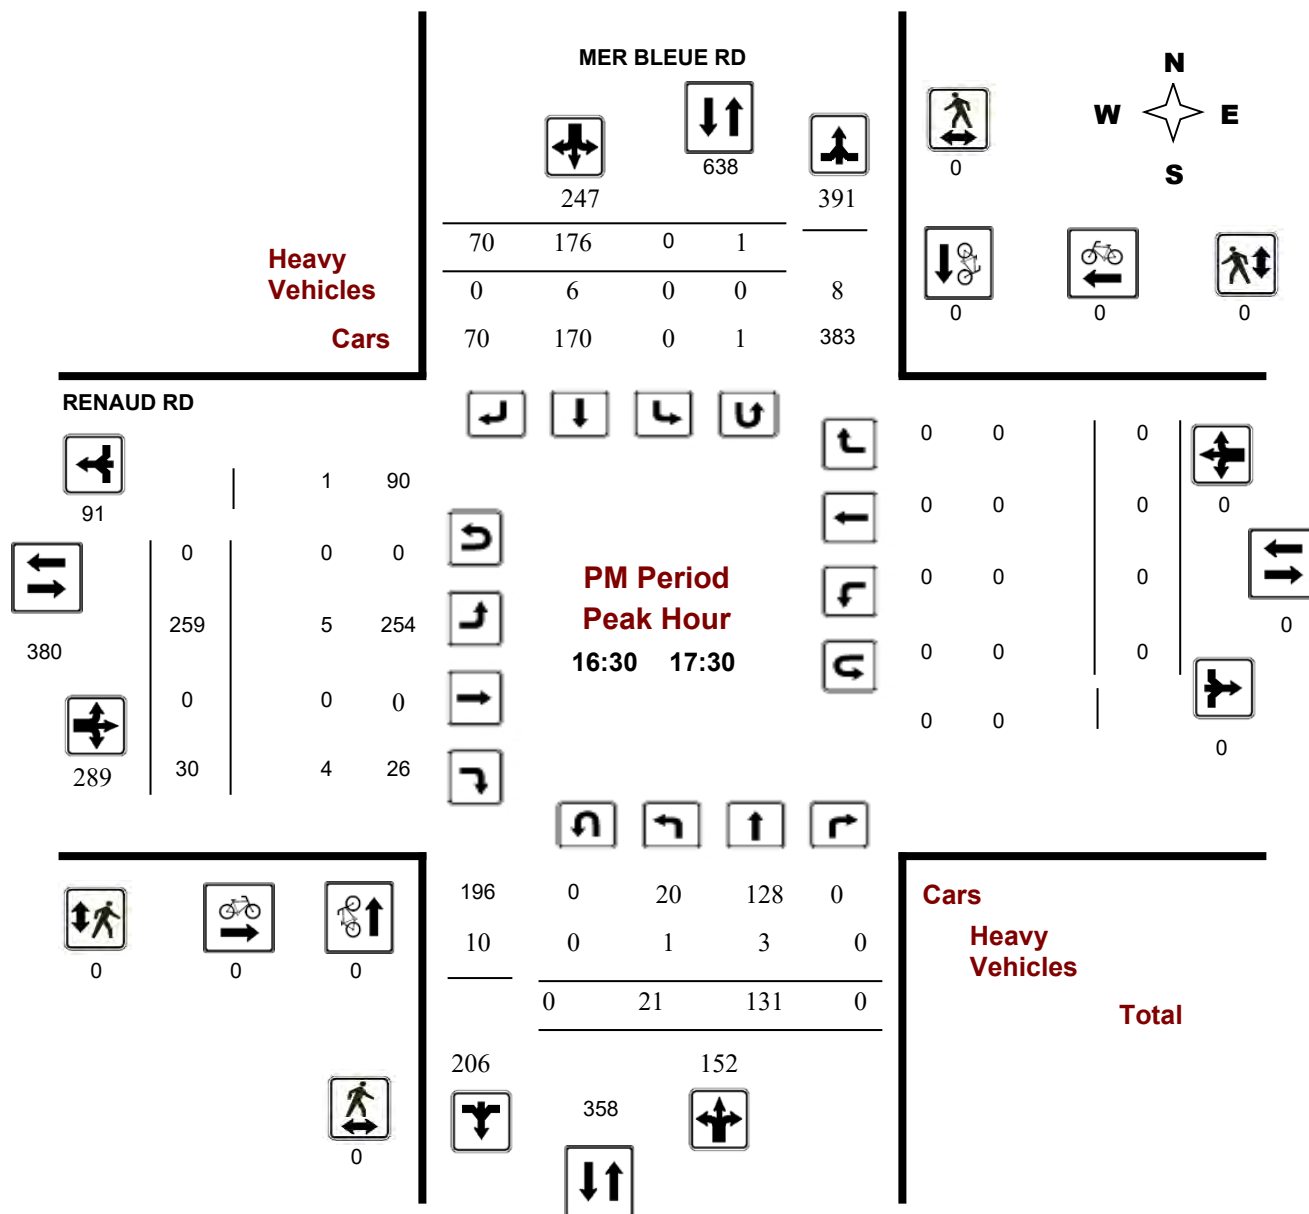 MER BLEUE RD
N
W E
S
638
0
247 391
70 176 0 1
Heavy
Vehicles
0 6 0 0 8
0 0 0
Cars
70 170 0 1 383
RENAUD RD
0 0 0
1 90
91
0 0 0 0
0 0 0
PM Period
Peak Hour
16:30 17:30
0 0 0
259 5 254
0
380
0 0 0
0 0 0
0 0
0
289
30 4 26
196 0 20 128 0
Cars
10 0 1 3 0
Heavy
Vehicles
0 0 0
0 21 131 0
Total
206 152
358
0